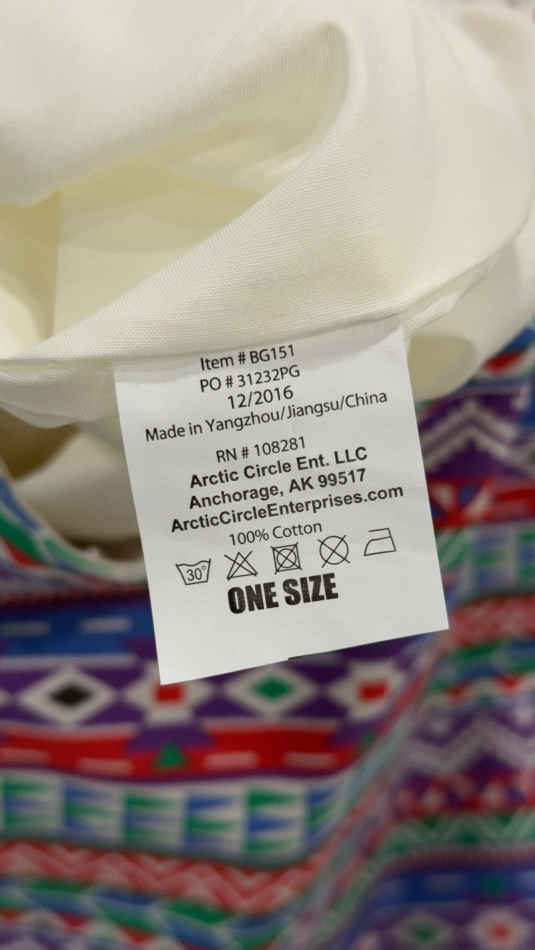 Item # BG151
PO # 31232PG
12/2016
Made in Yangzhou/Jiangsu/China
RN # 108281
Arctic Circle Ent. LLC
Anchorage, AK 99517
ArcticCircleEnterprises.com
100% Cotton
30°
ONE SIZE